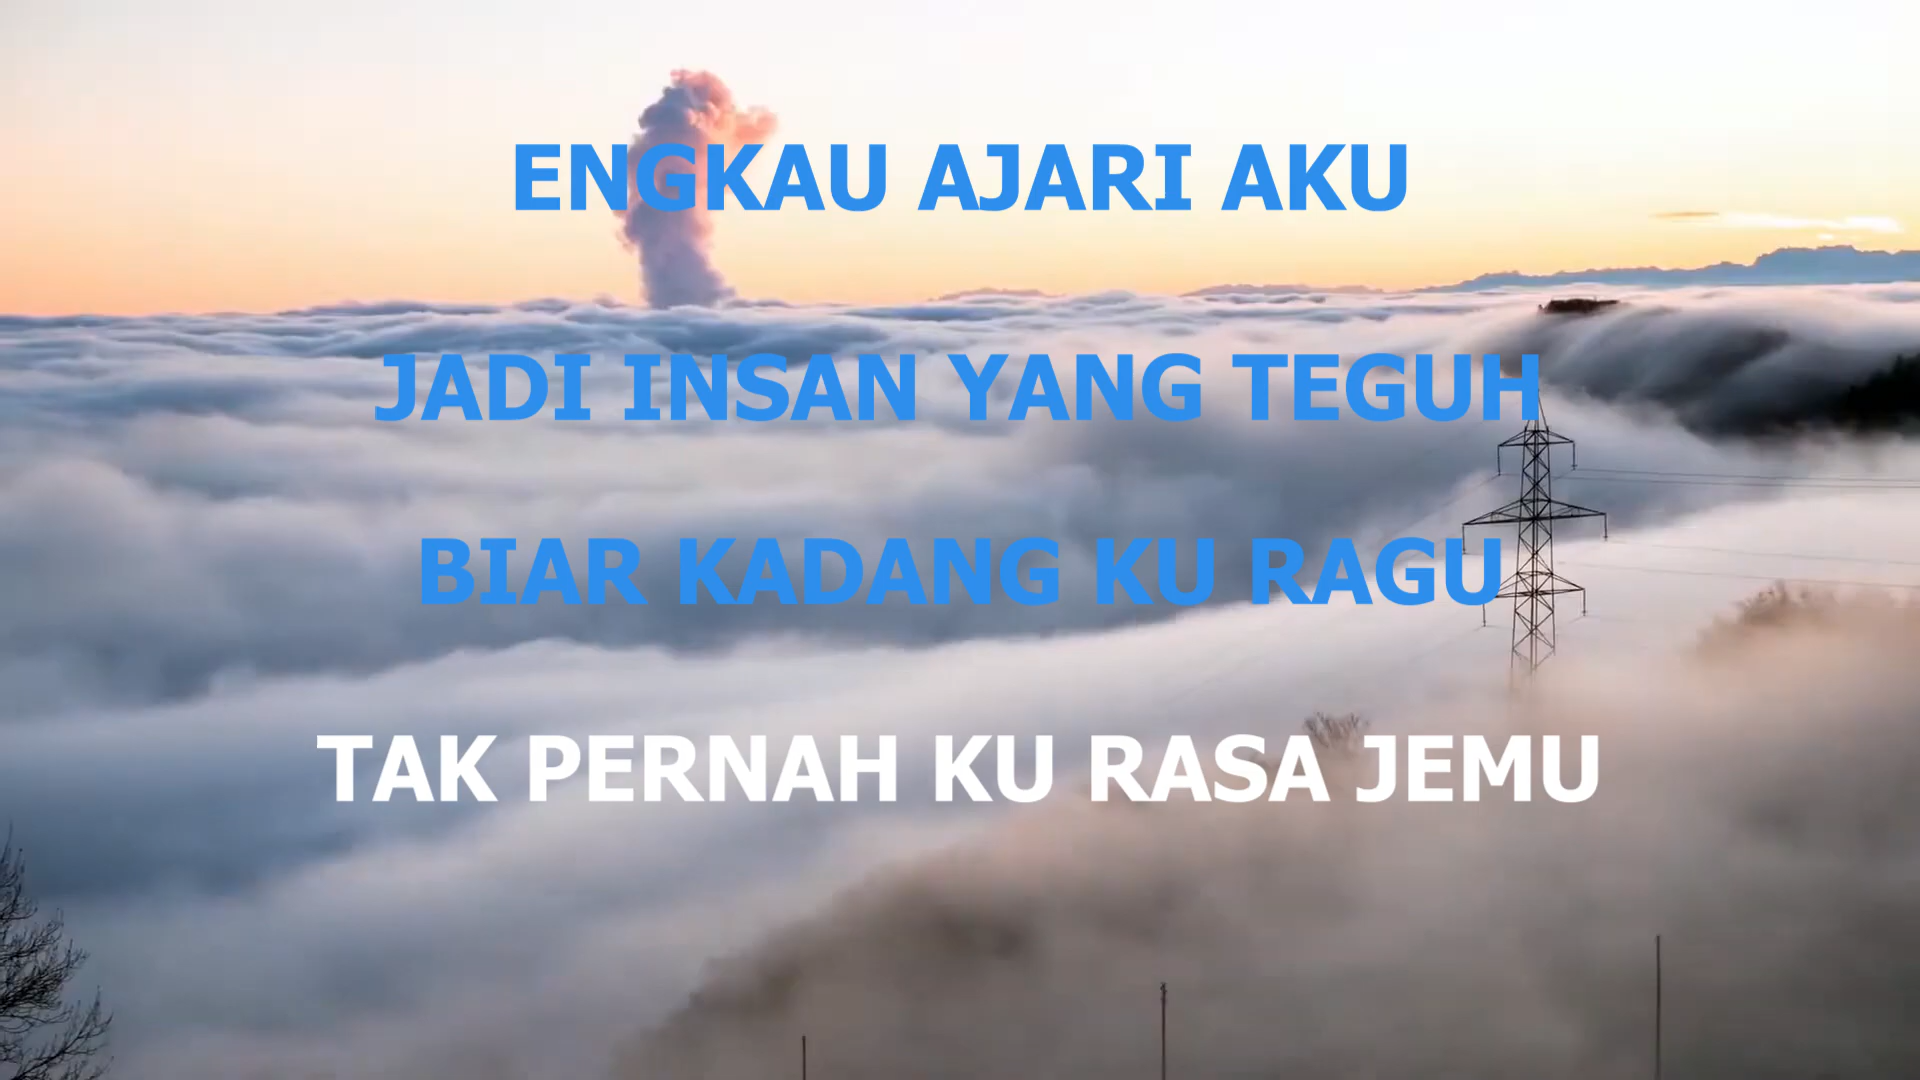 ENGKAU AJARI AKU
JADI INSAN YANG TEGUH
BIAR KADANG KU RAGU
TAK PERNAH KU RASA JEMU